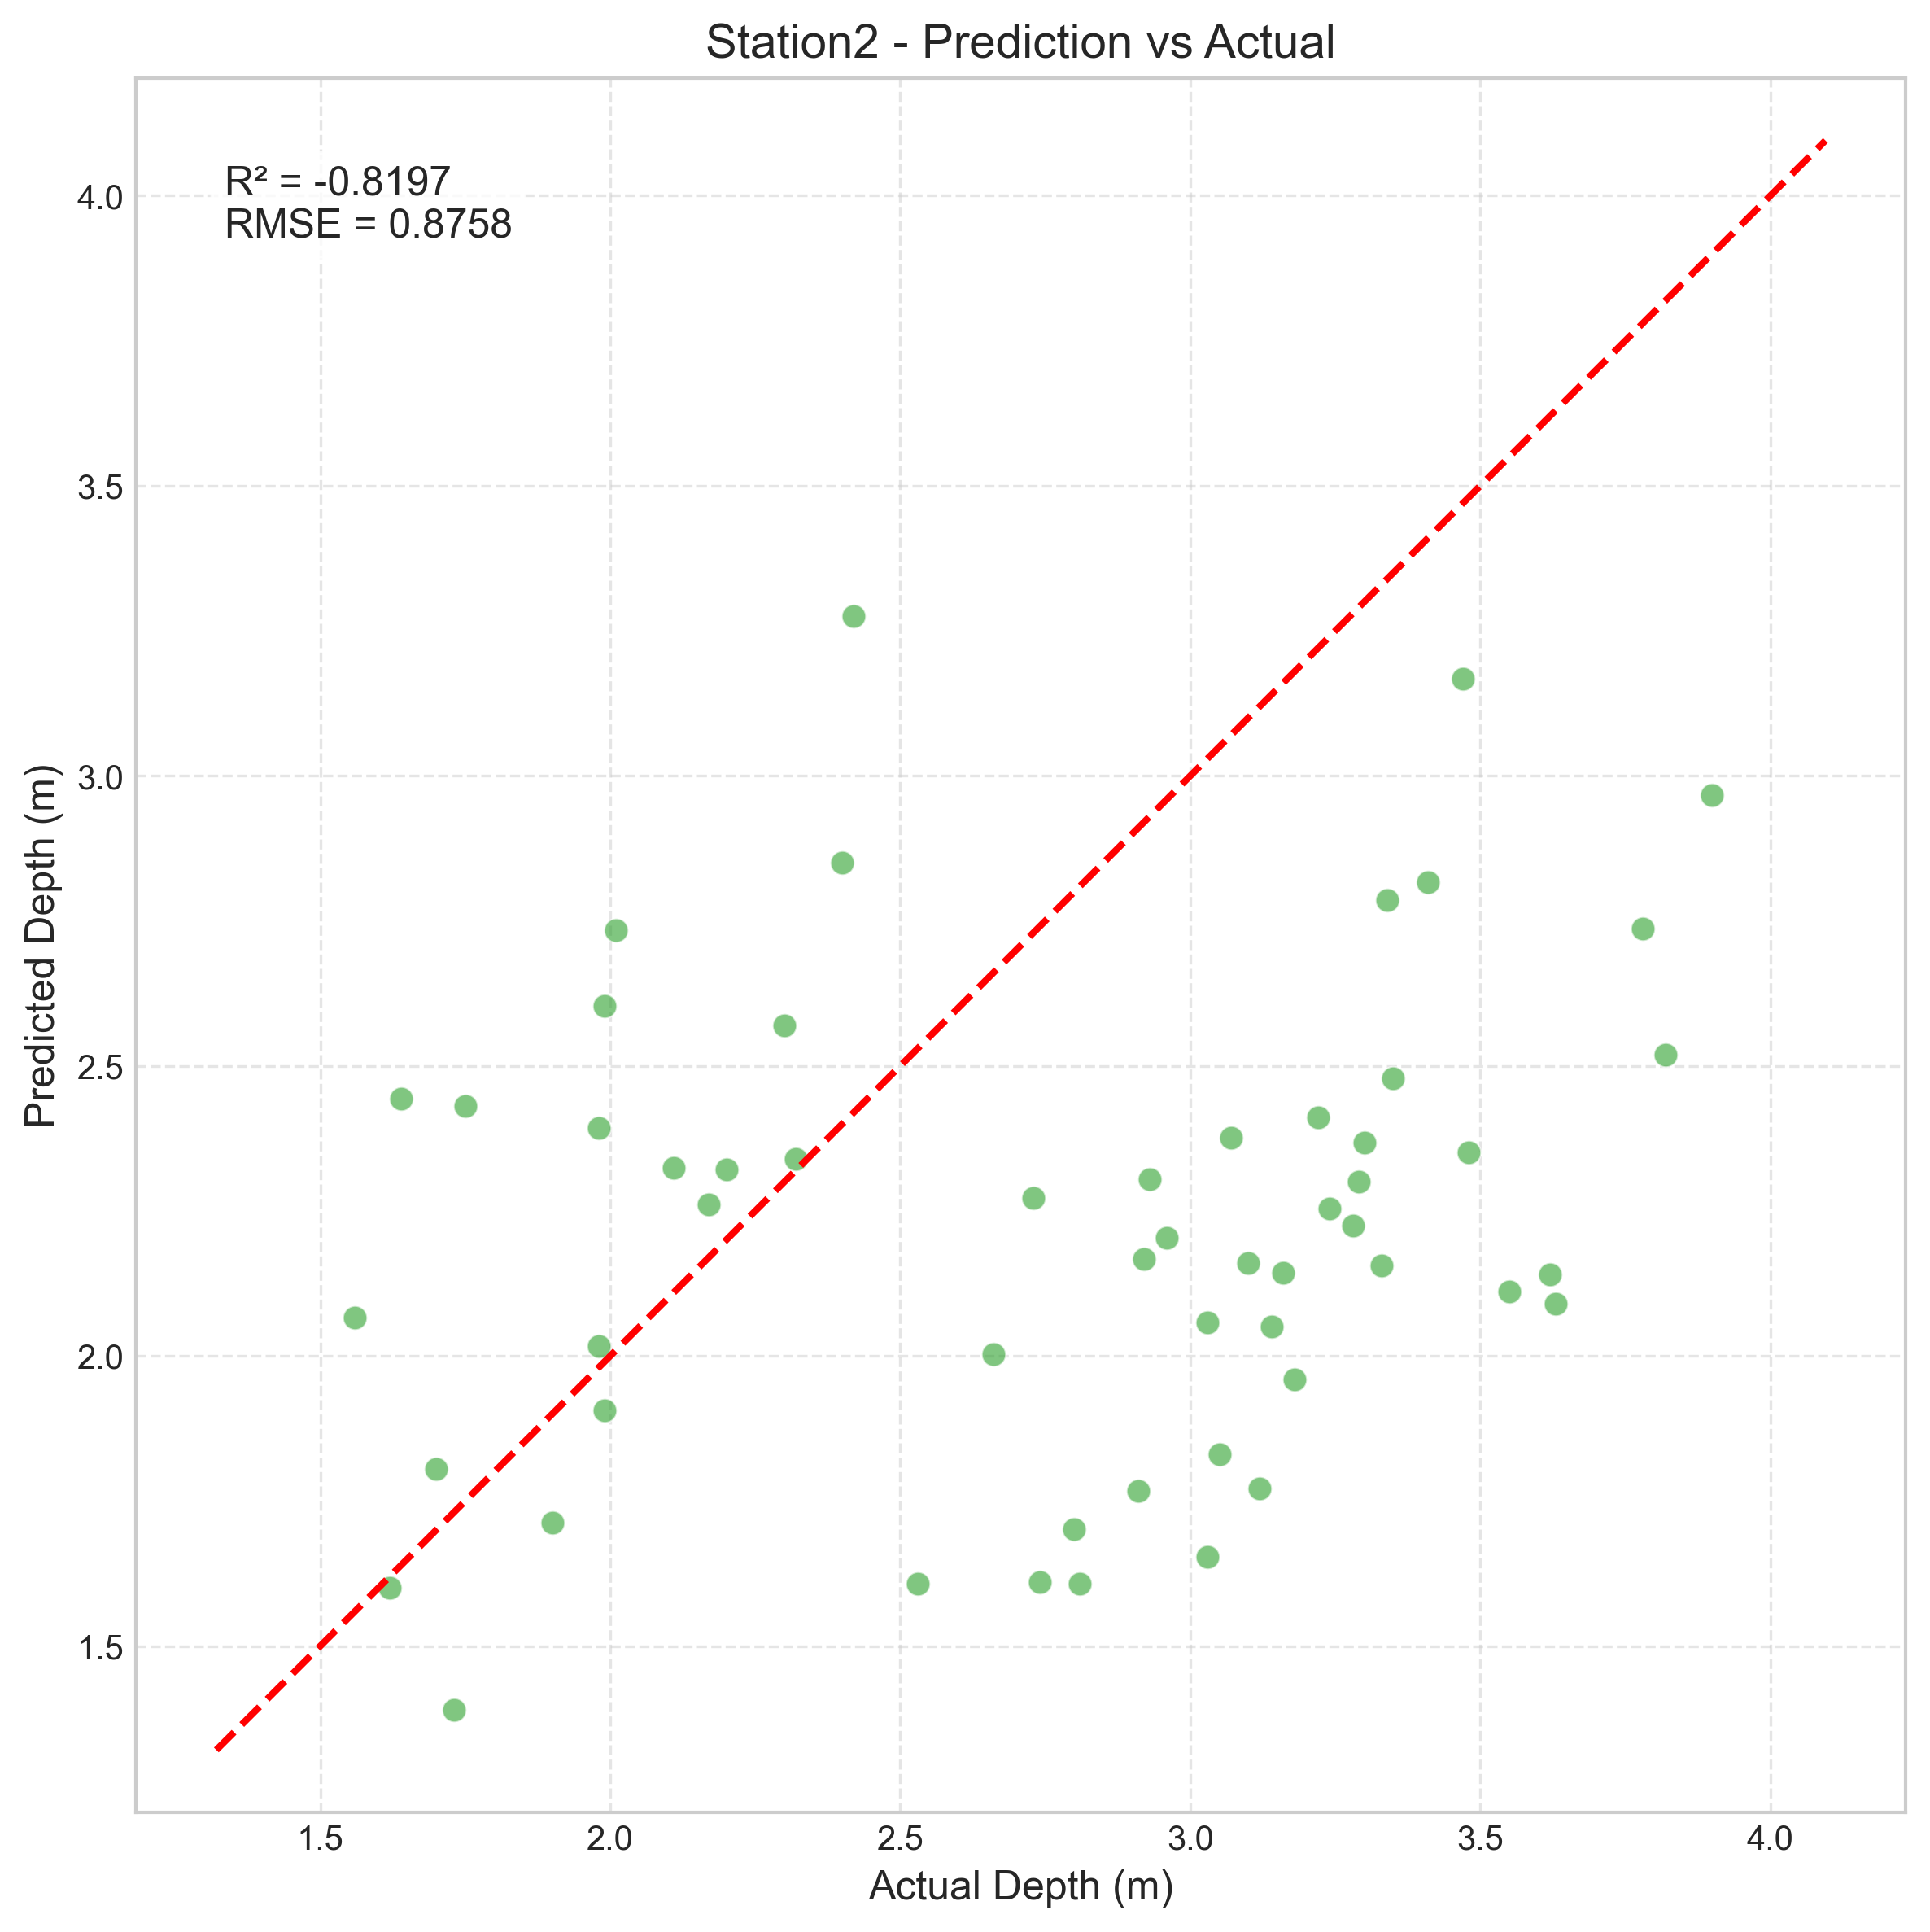 Station2 - Prediction vs Actual
R² = -0.8197
RMSE = 0.8758
Predicted Depth (m)
4.0
3.5
3.0
2.5
2.0
1.5
1.5 2.0 2.5 3.0 3.5 4.0
Actual Depth (m)